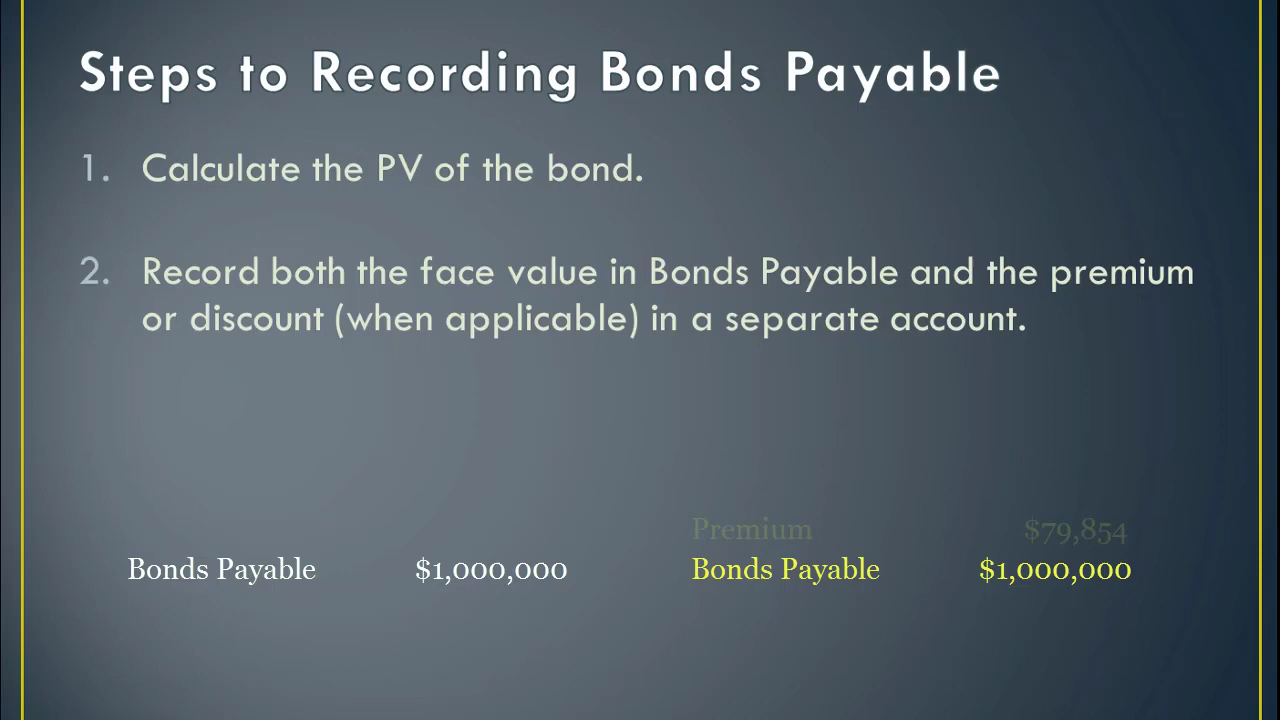 Steps to Recording Bonds Payable
1. Calculate the PV of the bond.
2. Record both the face value in Bonds Payable and the premium
or discount (when applicable) in a separate account.
Premium $79,854
Bonds Payable $1,000,000 Bonds Payable $1,000,000